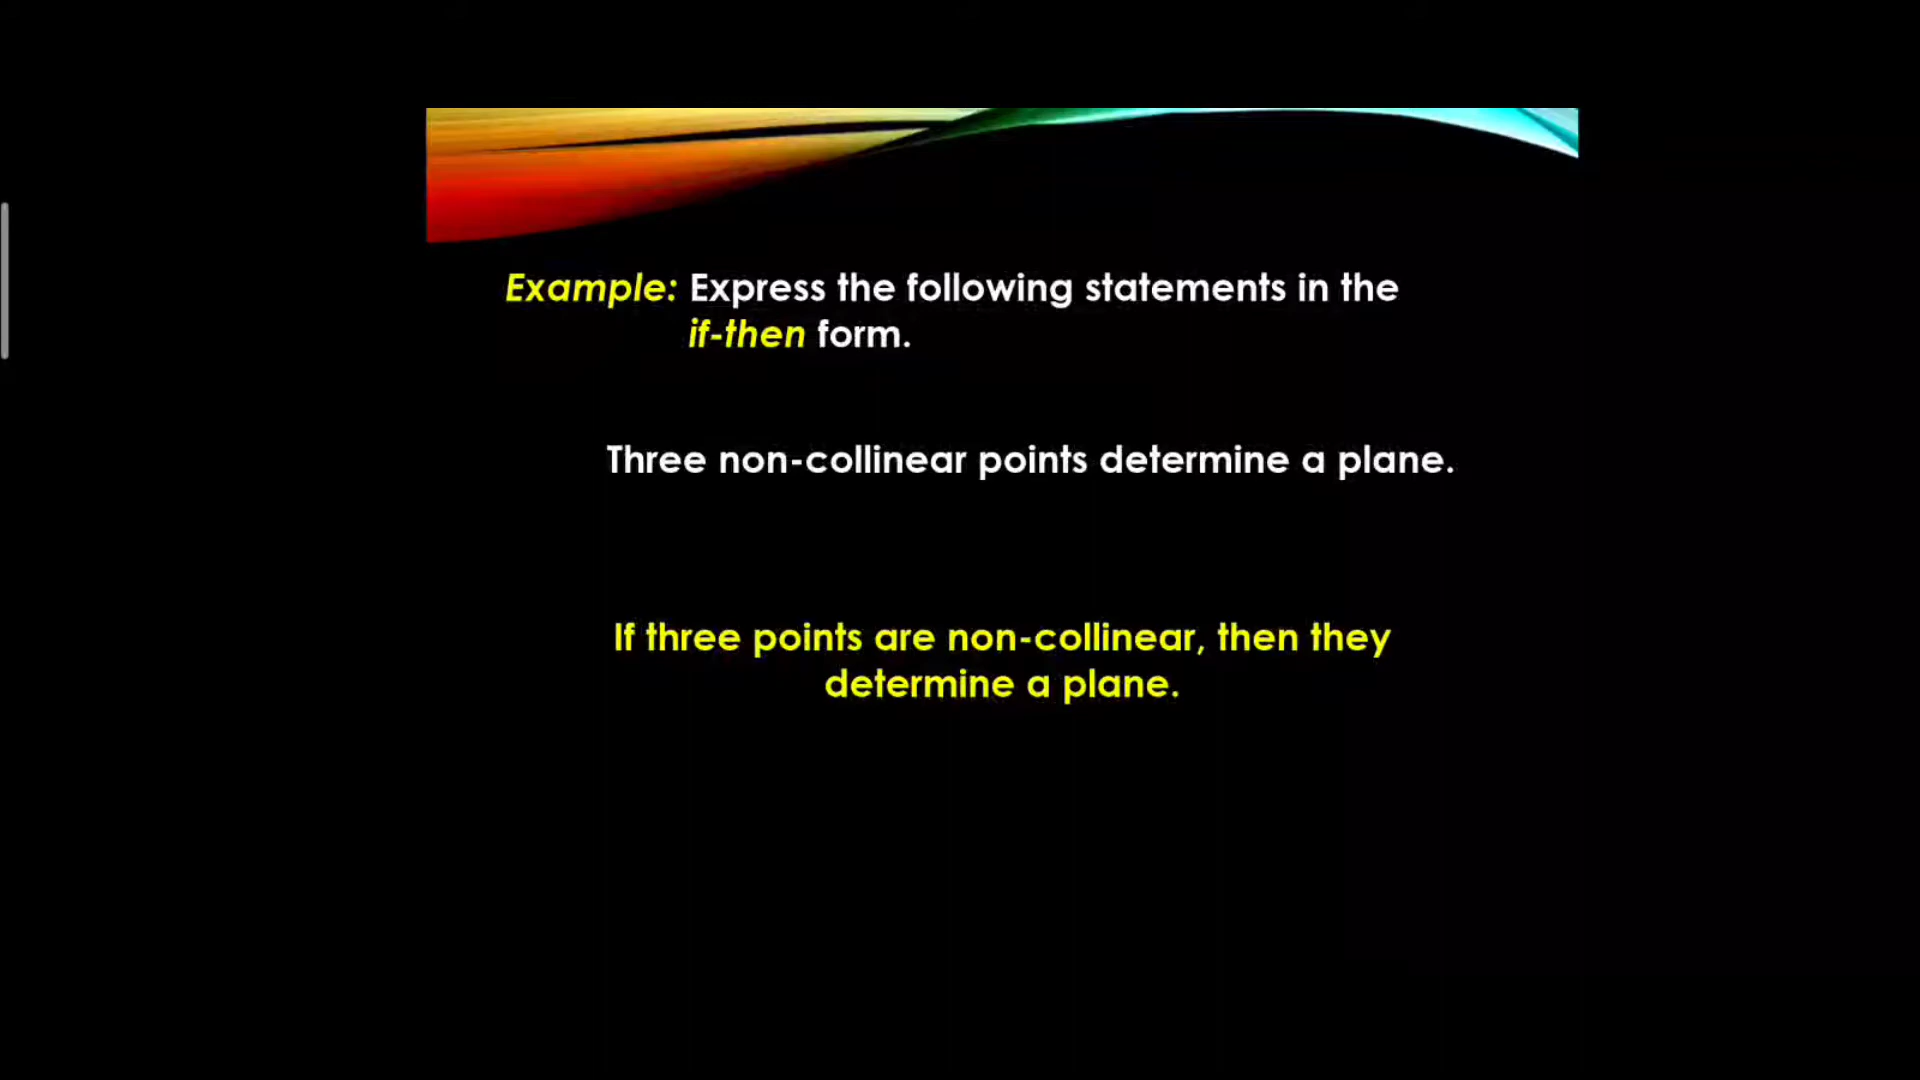 Example: Express the following statements in the
if-then form.
Three non-collinear points determine a plane.
If three points are non-collinear, then they
determine a plane.